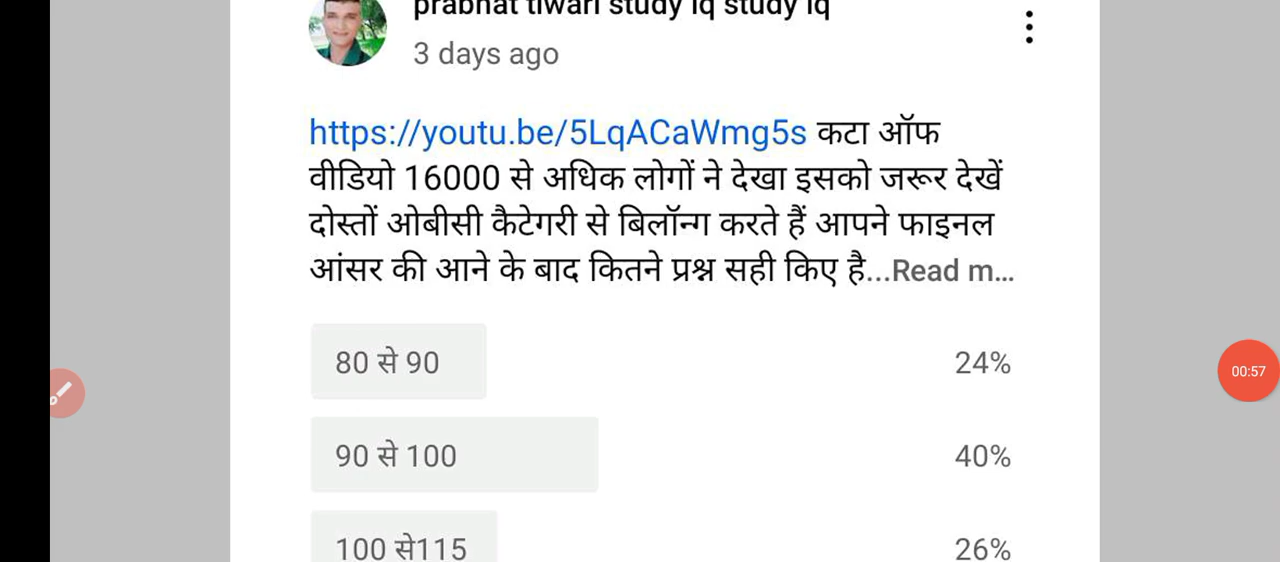 prabhat tiwari study iq study iq
3 days ago
https://youtu.be/5LqACaWmg5s कटा ऑफ
वीडियो 16000 से अधिक लोगों ने देखा इसको जरूर देखें
दोस्तों ओबीसी कैटेगरी से बिलॉन्ग करते हैं आपने फाइनल
आंसर की आने के बाद कितने प्रश्न सही किए है...Read m...
80 से 90 24%
90 से 100 40%
00:57
100 से115 26%